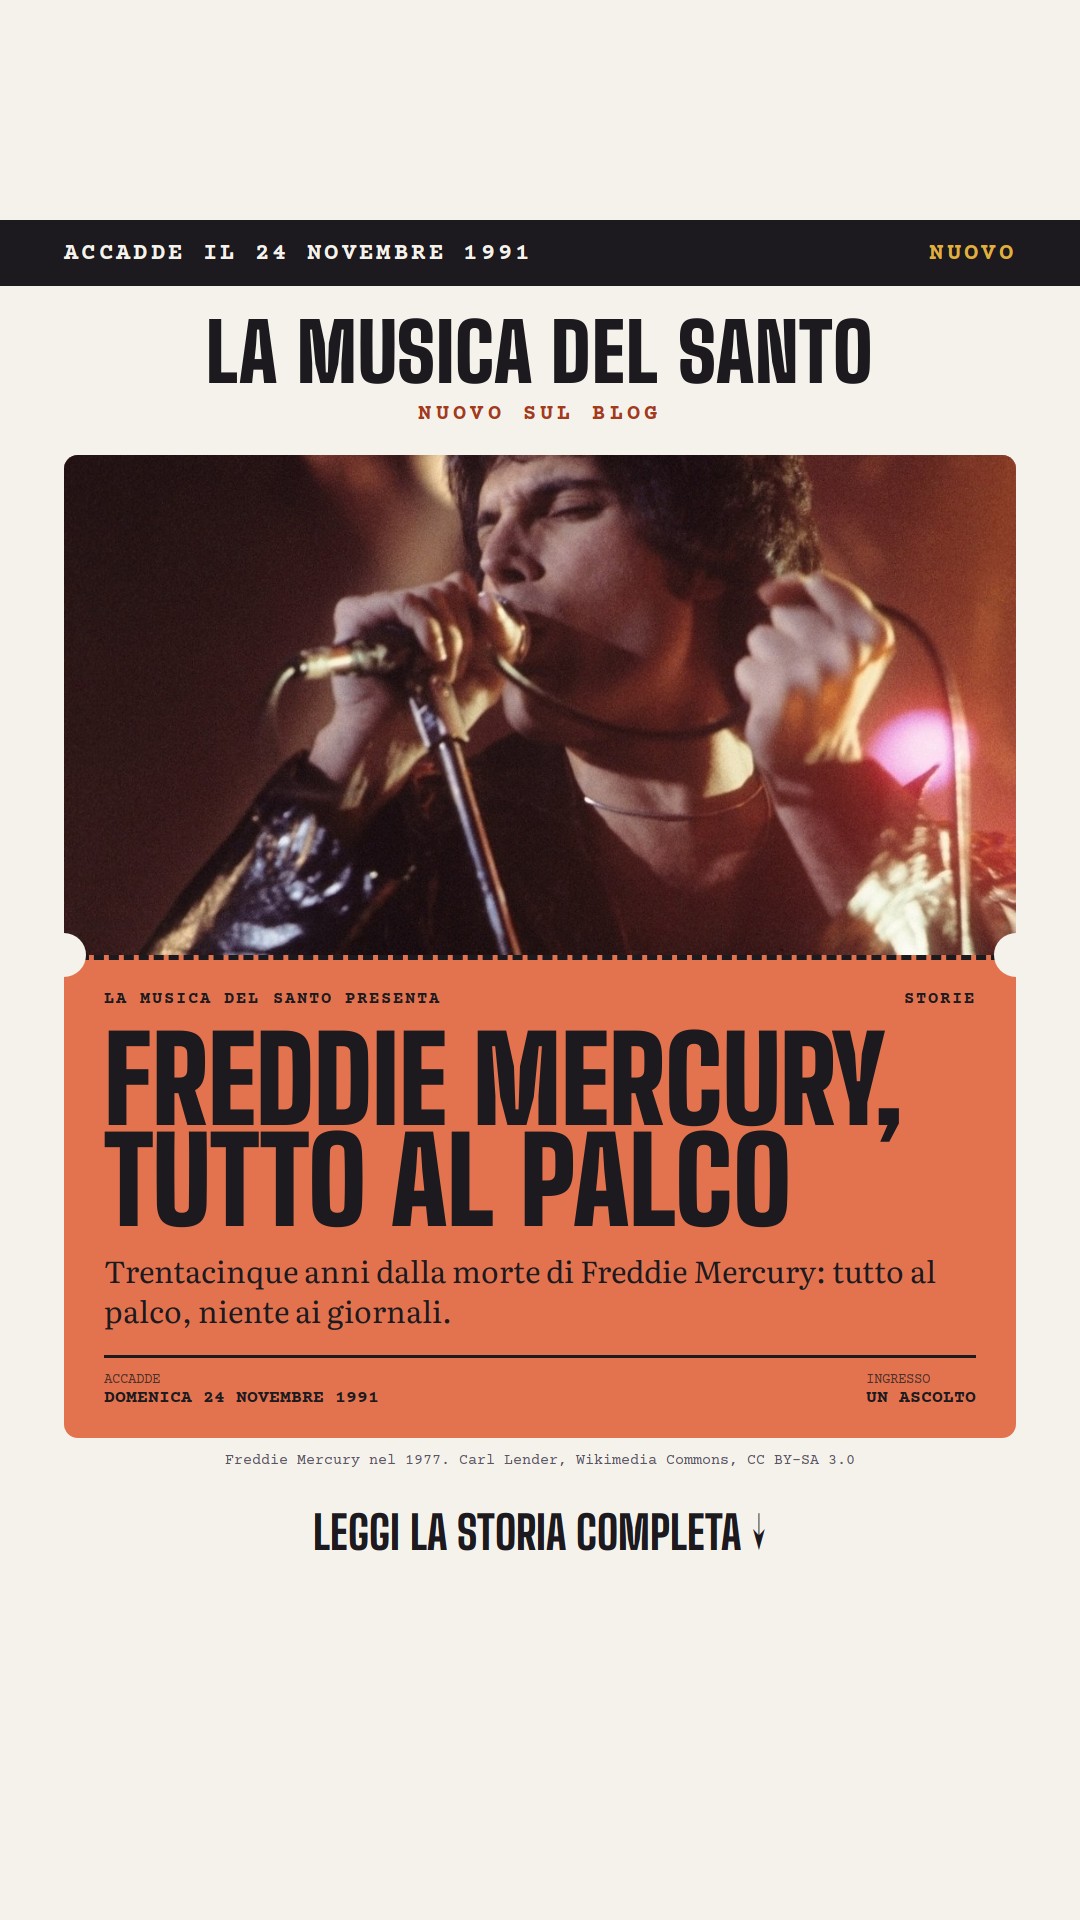 ACCADDE IL 24 NOVEMBRE 1991
NUOVO
LA MUSICA DEL SANTO
NUOVO SUL BLOG
LA MUSICA DEL SANTO PRESENTA
STORIE
FREDDIE MERCURY,
TUTTO AL PALCO
Trentacinque anni dalla morte di Freddie Mercury: tutto al
palco, niente ai giornali.
ACCADDE
DOMENICA 24 NOVEMBRE 1991
INGRESSO
UN ASCOLTO
Freddie Mercury nel 1977. Carl Lender, Wikimedia Commons, CC BY-SA 3.0
LEGGI LA STORIA COMPLETA ↓